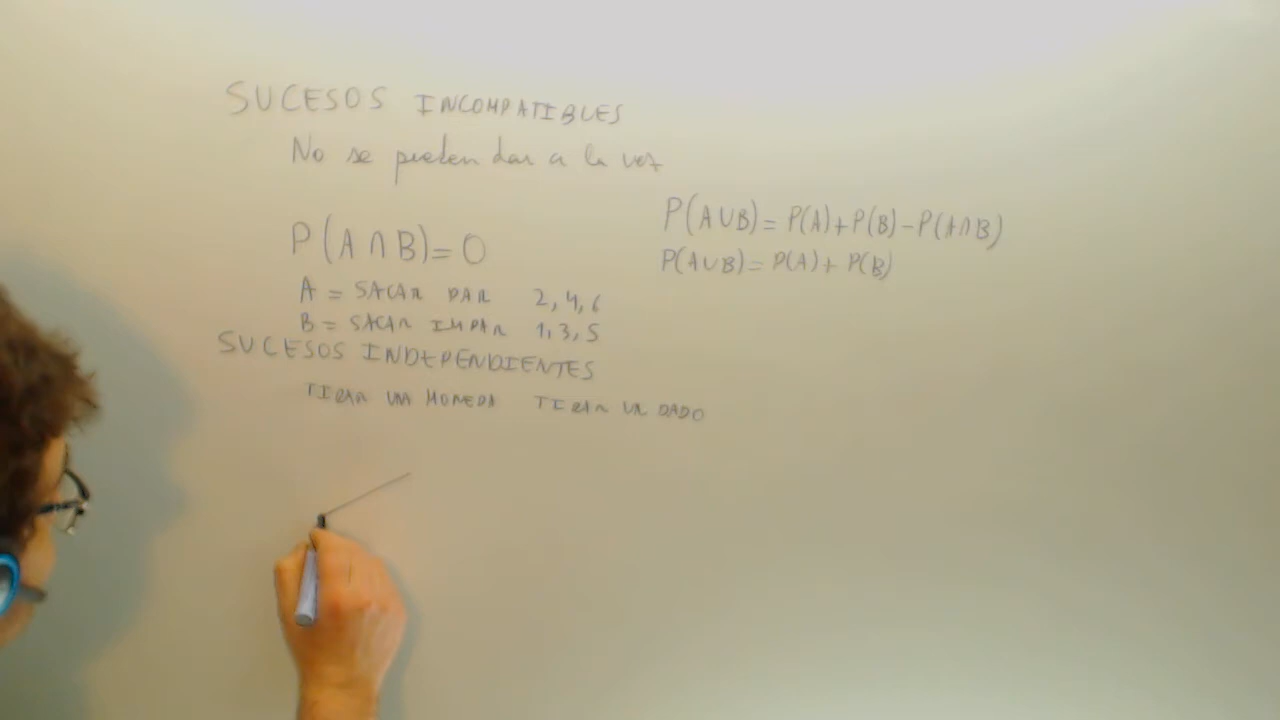 SUCESOS INCOMPATIBLES
No se pueden dar a la vez
P(A∩B)=0
P(A∪B)=P(A)+P(B)-P(A∩B)
P(A∪B)=P(A)+P(B)
A = SACAR PAR 2,4,6
B = SACAR IMPAR 1,3,5
SUCESOS INDEPENDIENTES
TIRAR UNA MONEDA TIRAR UN DADO